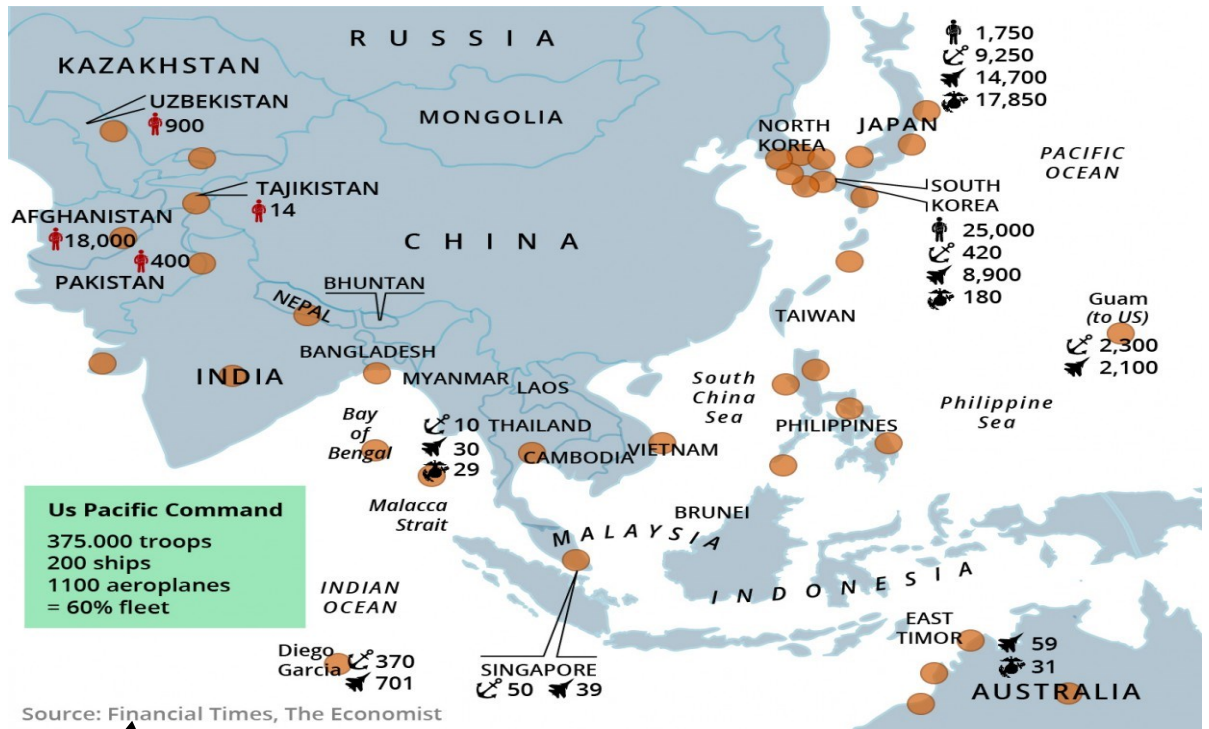 RUSSIA
KAZAKHSTAN
UZBEKISTAN
900
MONGOLIA
1,750
9,250
14,700
17,850
NORTH
KOREA
JAPAN
PACIFIC
OCEAN
TAJIKISTAN
14
SOUTH
KOREA
25,000
420
8,900
180
AFGHANISTAN
18,000
400
PAKISTAN
CHINA
BHUNTAN
NEPAL
TAIWAN
Guam
(to US)
2,300
2,100
BANGLADESH
INDIA
MYANMAR
LAOS
South
China
Sea
Philippine
Sea
Bay
of
Bengal
10
30
29
THAILAND
CAMBODIA
VIETNAM
PHILIPPINES
Malacca
Strait
BRUNEI
MALAYSIA
Us Pacific Command
375.000 troops
200 ships
1100 aeroplanes
= 60% fleet
INDIAN
OCEAN
INDONESIA
EAST
TIMOR
59
31
AUSTRALIA
Diego
Garcia
370
701
SINGAPORE
50 39
Source: Financial Times, The Economist